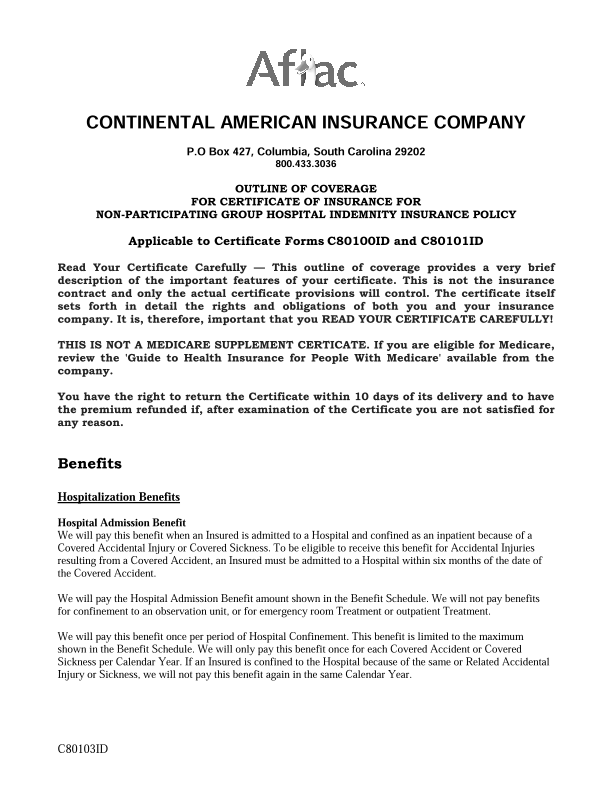 Aflac
CONTINENTAL AMERICAN INSURANCE COMPANY
P.O Box 427, Columbia, South Carolina 29202
800.433.3036
OUTLINE OF COVERAGE
FOR CERTIFICATE OF INSURANCE FOR
NON-PARTICIPATING GROUP HOSPITAL INDEMNITY INSURANCE POLICY
Applicable to Certificate Forms C80100ID and C80101ID
Read Your Certificate Carefully — This outline of coverage provides a very brief
description of the important features of your certificate. This is not the insurance
contract and only the actual certificate provisions will control. The certificate itself
sets forth in detail the rights and obligations of both you and your insurance
company. It is, therefore, important that you READ YOUR CERTIFICATE CAREFULLY!
THIS IS NOT A MEDICARE SUPPLEMENT CERTICATE. If you are eligible for Medicare,
review the 'Guide to Health Insurance for People With Medicare' available from the
company.
You have the right to return the Certificate within 10 days of its delivery and to have
the premium refunded if, after examination of the Certificate you are not satisfied for
any reason.
Benefits
Hospitalization Benefits
Hospital Admission Benefit
We will pay this benefit when an Insured is admitted to a Hospital and confined as an inpatient because of a
Covered Accidental Injury or Covered Sickness. To be eligible to receive this benefit for Accidental Injuries
resulting from a Covered Accident, an Insured must be admitted to a Hospital within six months of the date of
the Covered Accident.
We will pay the Hospital Admission Benefit amount shown in the Benefit Schedule. We will not pay benefits
for confinement to an observation unit, or for emergency room Treatment or outpatient Treatment.
We will pay this benefit once per period of Hospital Confinement. This benefit is limited to the maximum
shown in the Benefit Schedule. We will only pay this benefit once for each Covered Accident or Covered
Sickness per Calendar Year. If an Insured is confined to the Hospital because of the same or Related Accidental
Injury or Sickness, we will not pay this benefit again in the same Calendar Year.
C80103ID